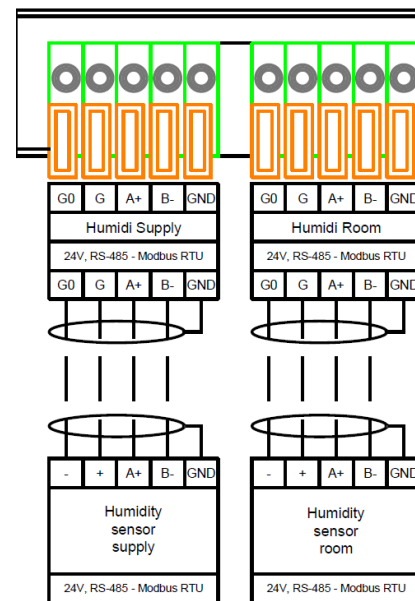 G0 G A+ B- GND G0 G A+ B- GND
Humidi Supply Humidi Room
24V, RS-485 - Modbus RTU 24V, RS-485 - Modbus RTU
G0 G A+ B- GND G0 G A+ B- GND
- + A+ B- GND - + A+ B- GND
Humidity Humidity
sensor sensor
supply room
24V, RS-485 - Modbus RTU 24V, RS-485 - Modbus RTU